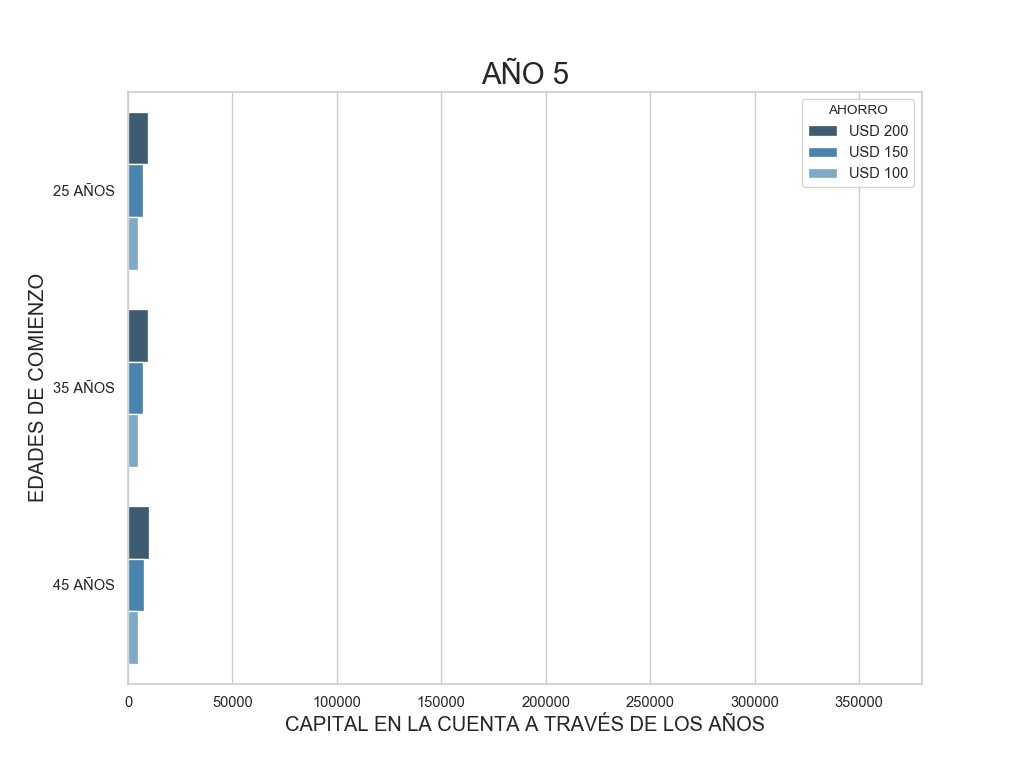 AÑO 5
AHORRO
USD 200
USD 150
USD 100
EDADES DE COMIENZO
25 AÑOS
35 AÑOS
45 AÑOS
0 50000 100000 150000 200000 250000 300000 350000
CAPITAL EN LA CUENTA A TRAVÉS DE LOS AÑOS